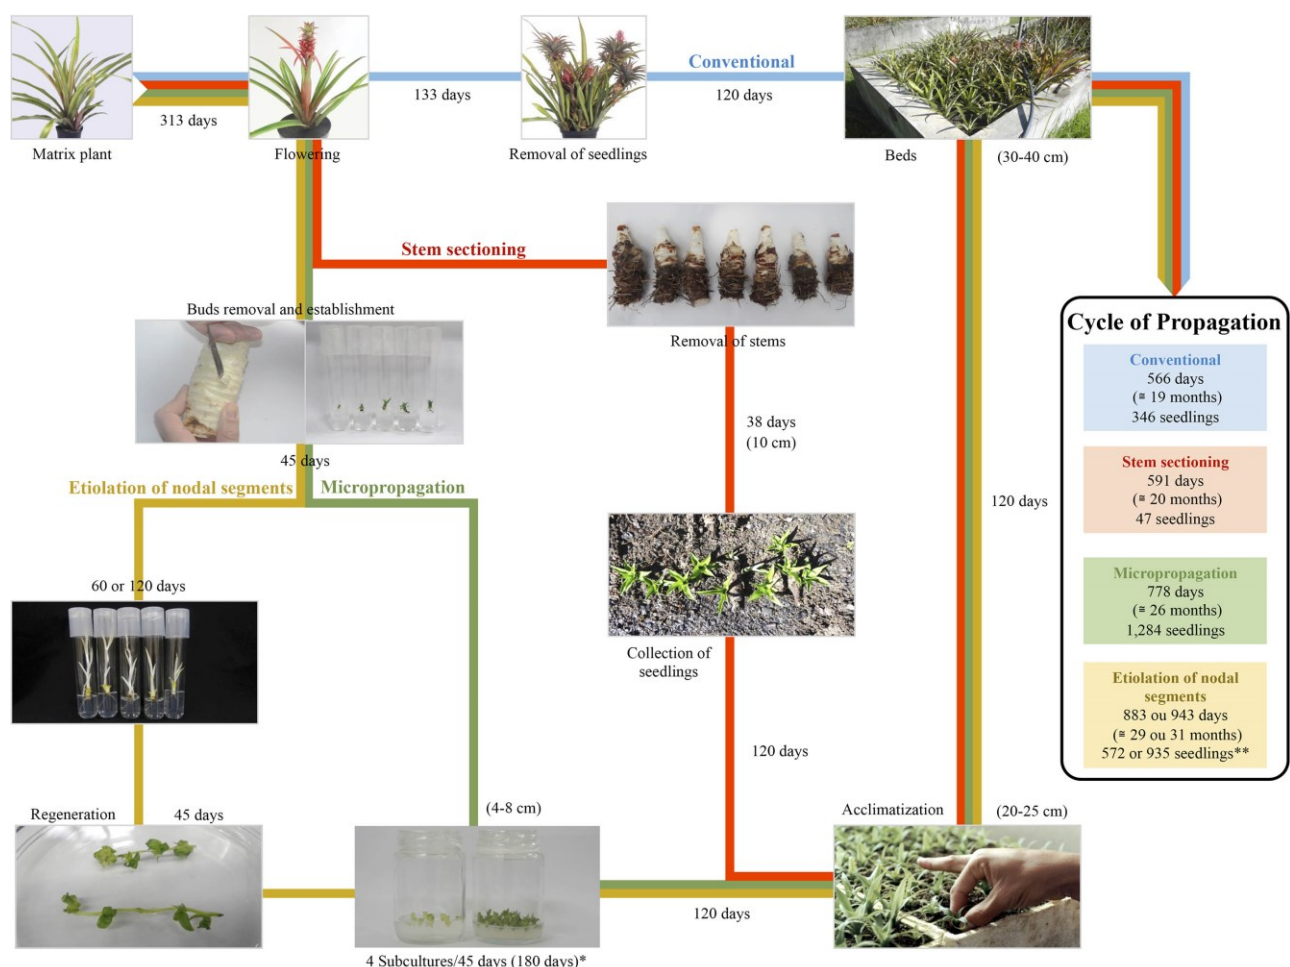 Conventional
133 days
120 days
313 days
Matrix plant
Flowering
Removal of seedlings
Beds
(30-40 cm)
Stem sectioning
Removal of stems
Buds removal and establishment
45 days
Etiolation of nodal segments
Micropropagation
38 days
(10 cm)
120 days
60 or 120 days
Collection of
seedlings
120 days
Regeneration
45 days
(4-8 cm)
Acclimatization
(20-25 cm)
120 days
4 Subcultures/45 days (180 days)*
Cycle of Propagation
Conventional
566 days
(≅ 19 months)
346 seedlings
Stem sectioning
591 days
(≅ 20 months)
47 seedlings
Micropropagation
778 days
(≅ 26 months)
1,284 seedlings
Etiolation of nodal
segments
883 ou 943 days
(≅ 29 ou 31 months)
572 or 935 seedlings**